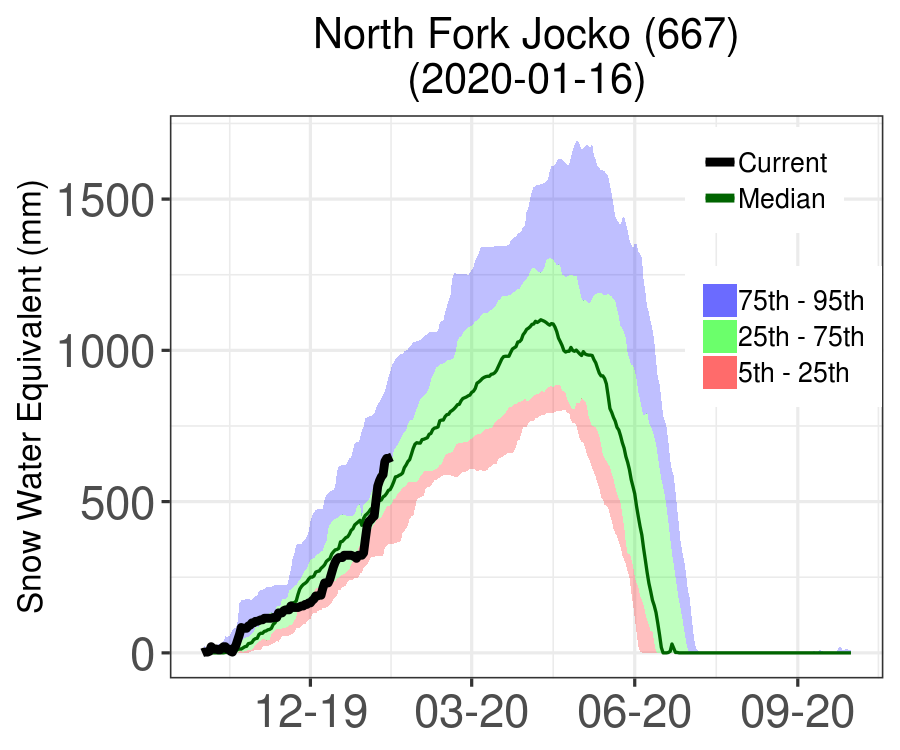 North Fork Jocko (667)
(2020-01-16)
Snow Water Equivalent (mm)
1500
1000
500
0
Current
Median
75th - 95th
25th - 75th
5th - 25th
12-19 03-20 06-20 09-20